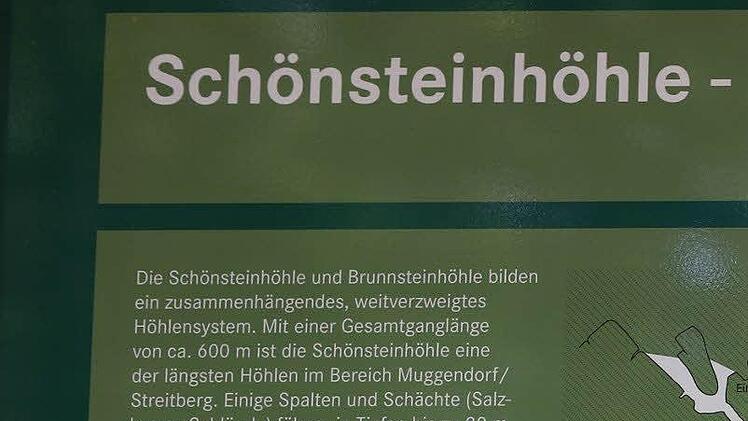 Schönsteinhöhle -
Die Schönsteinhöhle und Brunnsteinhöhle bilden
ein zusammenhängendes, weitverzweigtes
Höhlensystem. Mit einer Gesamtganglänge
von ca. 600 m ist die Schönsteinhöhle eine
der längsten Höhlen im Bereich Muggendorf/
Streitberg. Einige Spalten und Schächte (Salz-